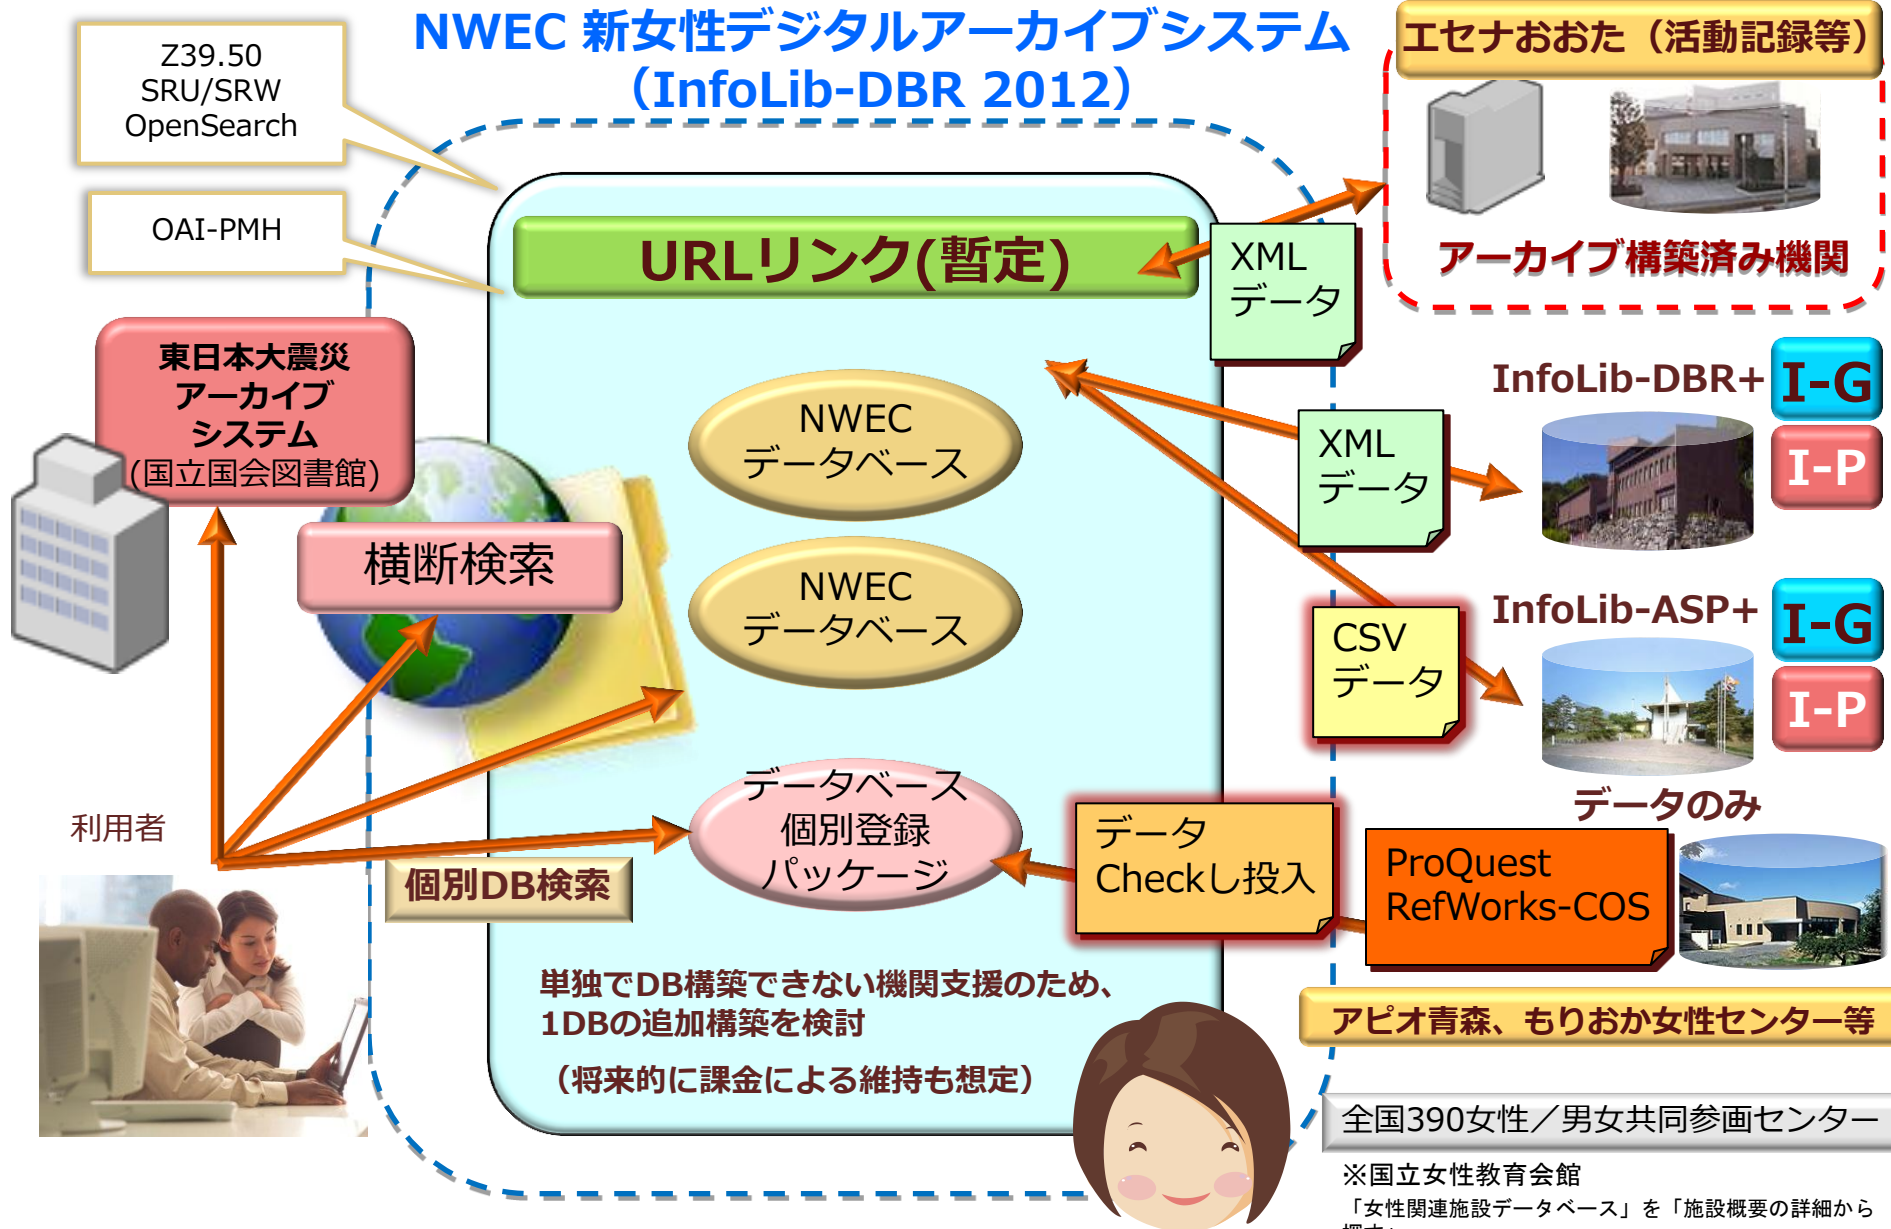 NWEC 新女性デジタルアーカイブシステム
（InfoLib-DBR 2012）
Z39.50
SRU/SRW
OpenSearch
OAI-PMH
エセナおおた（活動記録等）
アーカイブ構築済み機関
URLリンク(暫定)
XML
データ
東日本大震災
アーカイブ
システム
(国立国会図書館)
横断検索
NWEC
データベース
NWEC
データベース
XML
データ
InfoLib-DBR+
I-G
I-P
CSV
データ
InfoLib-ASP+
I-G
I-P
データのみ
利用者
個別DB検索
データベース
個別登録
パッケージ
データ
Checkし投入
ProQuest
RefWorks-COS
単独でDB構築できない機関支援のため、
1DBの追加構築を検討
（将来的に課金による維持も想定）
アピオ青森、もりおか女性センター等
全国390女性／男女共同参画センター
※国立女性教育会館
「女性関連施設データベース」を「施設概要の詳細から